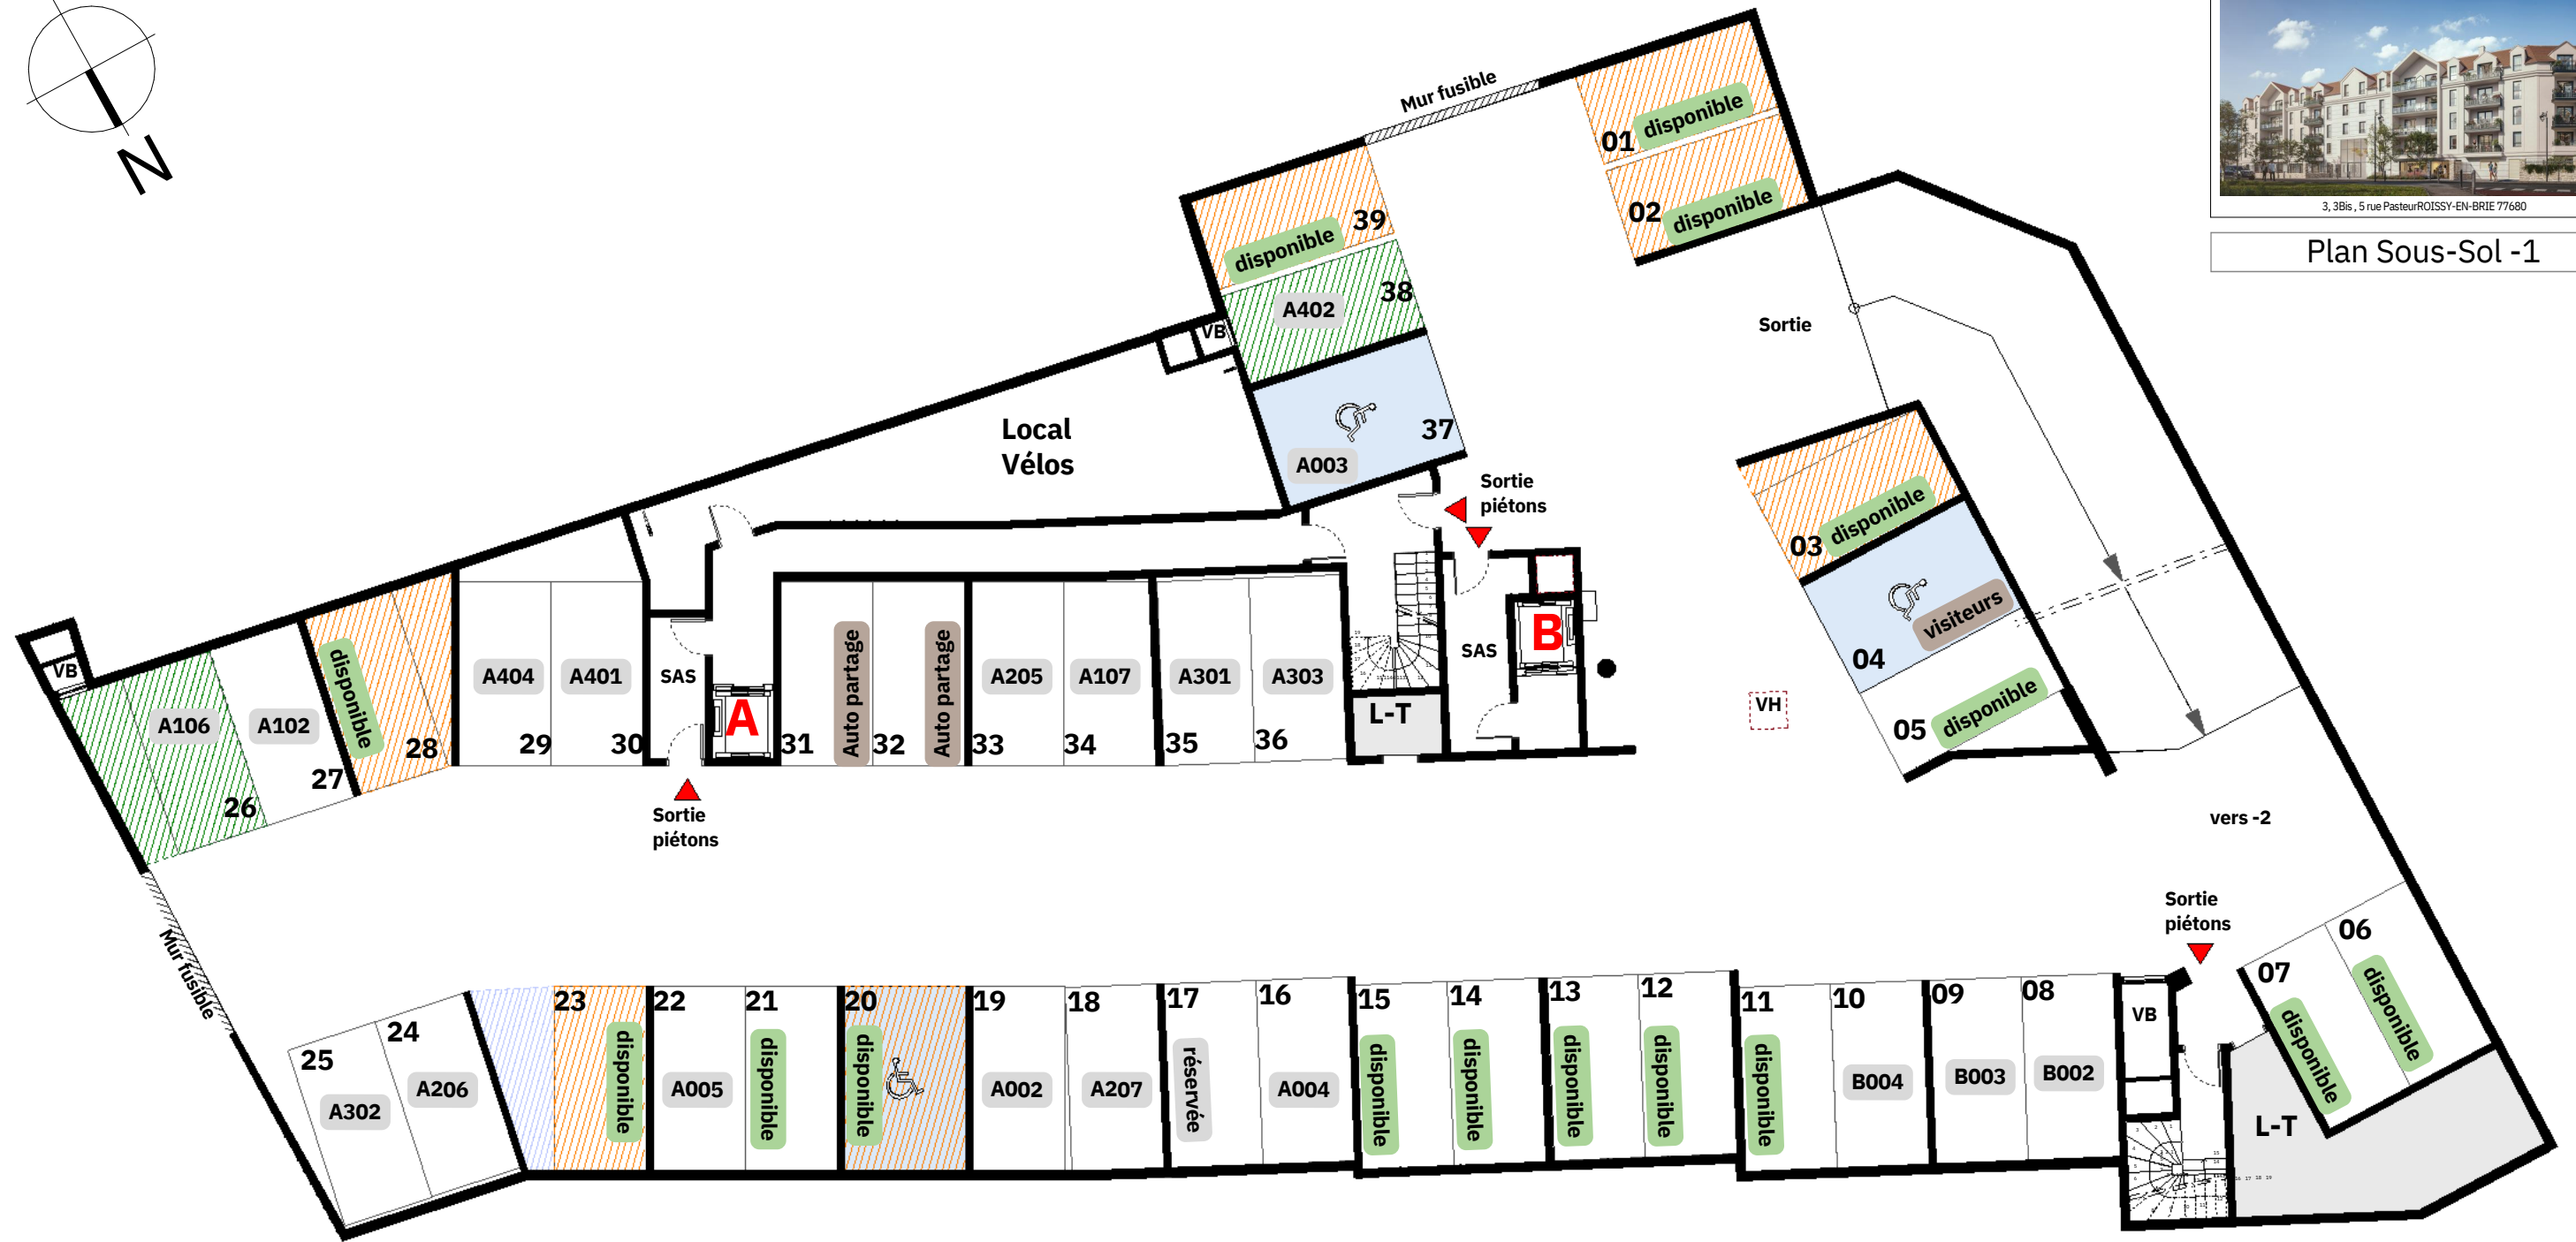 N
3, 3Bis , 5 rue PasteurROISSY-EN-BRIE 77680
Plan Sous-Sol -1
Mur fusible
01
disponible
02
disponible
39
disponible
38
A402
37
A003
VB
Sortie
Local
Vélos
Sortie
piétons
03
disponible
04
visiteurs
05
disponible
VH
vers -2
VB
A106
26
A102
27
disponible
28
A404
29
A401
30
SAS
A
Sortie
piétons
31
Auto partage
32
Auto partage
A205
33
A107
34
A301
35
A303
36
L-T
SAS
B
Mur fusible
25
A302
24
A206
23
disponible
22
A005
21
disponible
20
disponible
19
A002
18
A207
17
réservée
16
A004
15
disponible
14
disponible
13
disponible
12
disponible
11
disponible
10
B004
09
B003
08
B002
VB
Sortie
piétons
07
disponible
06
disponible
L-T